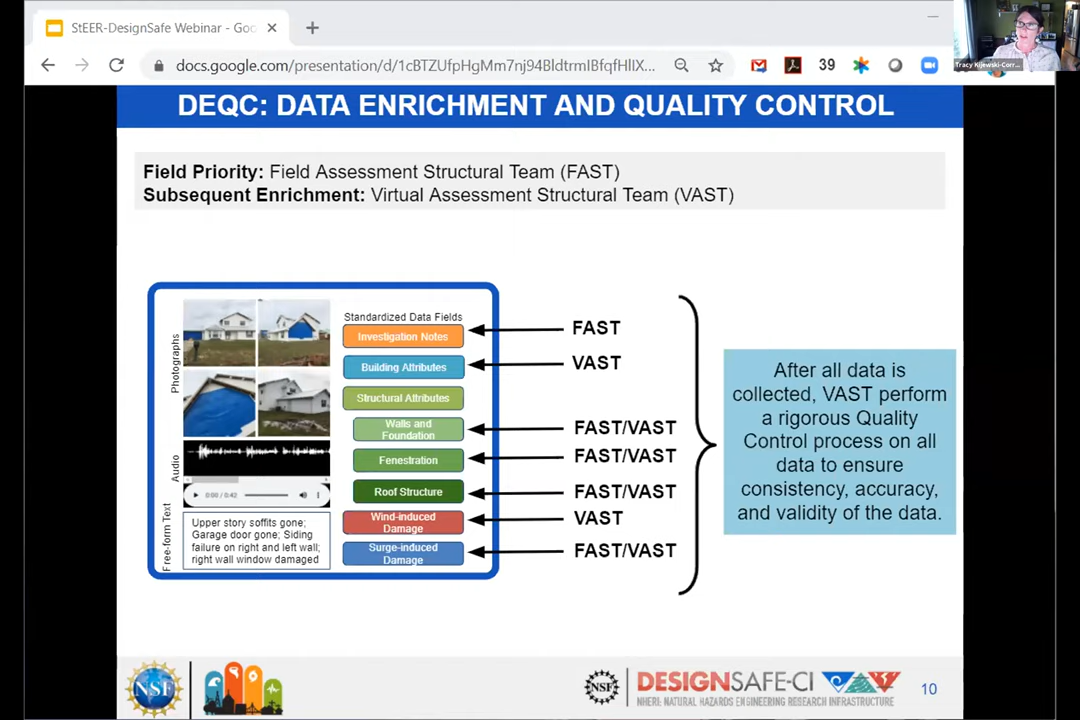 StEER-DesignSafe Webinar - Goo
docs.google.com/presentation/d/1cBTZUfpHgMm7nj94BldtrmIBfqfHlIX...
39
Tracy Kijewski-Corr...
DEQC: DATA ENRICHMENT AND QUALITY CONTROL
Field Priority: Field Assessment Structural Team (FAST)
Subsequent Enrichment: Virtual Assessment Structural Team (VAST)
Photographs
Audio
Free-form Text
0:00 / 0:43
Upper story soffits gone;
Garage door gone; Siding
failure on right and left wall;
right wall window damaged
Standardized Data Fields
Investigation Notes
Building Attributes
Structural Attributes
Walls and
Foundation
Fenestration
Roof Structure
Wind-induced
Damage
Surge-induced
Damage
FAST
VAST
FAST/VAST
FAST/VAST
FAST/VAST
VAST
FAST/VAST
After all data is
collected, VAST perform
a rigorous Quality
Control process on all
data to ensure
consistency, accuracy,
and validity of the data.
NSF
NSF
DESIGNSAFE-CI
NHERI: NATURAL HAZARDS ENGINEERING RESEARCH INFRASTRUCTURE
10